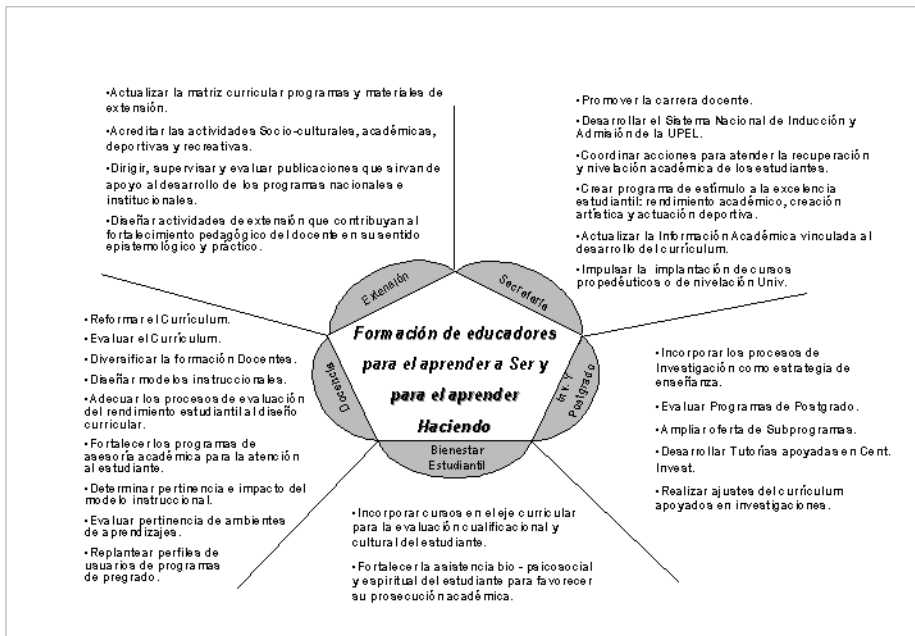 •Actualizar la matriz curricular programas y materiales de
extensión.
•Acreditar las actividades Socio-culturales, académicas,
deportivas y recreativas.
•Dirigir, supervisar y evaluar publicaciones que sirvan de
apoyo al desarrollo de los programas nacionales e
institucionales.
•Diseñar actividades de extensión que contribuyan al
fortalecimiento pedagógico del docente en su sentido
epistemológico y práctico.
•Promover la carrera docente.
•Desarrollar el Sistema Nacional de Inducción y
Admisión de la UPEL.
•Coordinar acciones para atender la recuperación
y nivelación académica de los estudiantes.
•Crear programa de estímulo a la excelencia
estudiantil: rendimiento académico, creación
artística y actuación deportiva.
•Actualizar la Información Académica vinculada al
desarrollo del currículum.
•Impulsar la implantación de cursos
propedéuticos o de nivelación Univ.
Extensión
Secretaría
Docencia
Inv. Y
Postgrado
Bienestar
Estudiantil
Formación de educadores
para el aprender a Ser y
para el aprender
Haciendo
•Reformar el Currículum.
•Evaluar el Currículum.
•Diversificar la formación Docentes.
•Diseñar modelos instruccionales.
•Adecuar los procesos de evaluación
del rendimiento estudiantil al diseño
curricular.
•Fortalecer los programas de
asesoría académica para la atención
al estudiante.
•Determinar pertinencia e impacto del
modelo instruccional.
•Evaluar pertinencia de ambientes
de aprendizajes.
•Replantear perfiles de
usuarios de programas
de pregrado.
•Incorporar cursos en el eje curricular
para la evaluación cualificacional y
cultural del estudiante.
•Fortalecer la asistencia bio - psicosocial
y espiritual del estudiante para favorecer
su prosecución académica.
•Incorporar los procesos de
Investigación como estrategia de
enseñanza.
•Evaluar Programas de Postgrado.
•Ampliar oferta de Subprogramas.
•Desarrollar Tutorías apoyadas en Cent.
Invest.
•Realizar ajustes del currículum
apoyados en investigaciones.